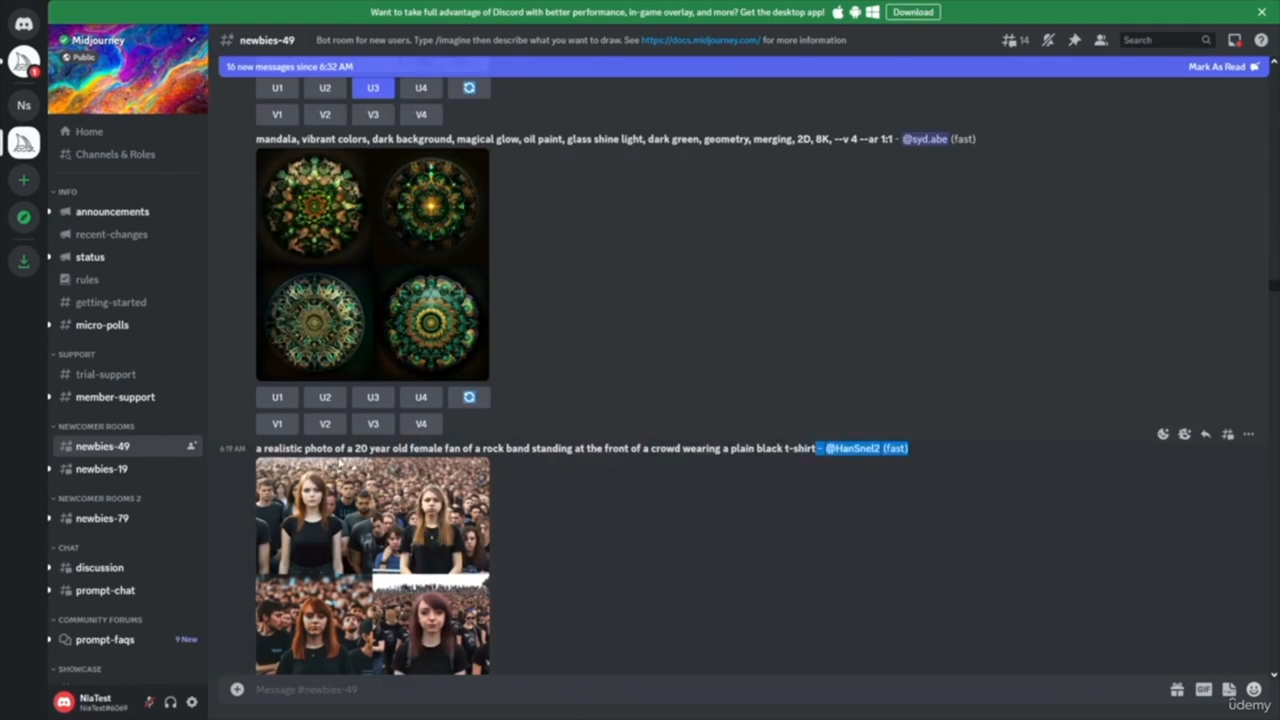 Want to take full advantage of Discord with better performance, in-game overlay, and more? Get the desktop app! Download
Midjourney
Public
newbies-49 Bot room for new users. Type /imagine then describe what you want to draw. See https://docs.midjourney.com/ for more information 14 Search
16 new messages since 6:32 AM Mark As Read
1
Ns
U1 U2 U3 U4
V1 V2 V3 V4
mandala, vibrant colors, dark background, magical glow, oil paint, glass shine light, dark green, geometry, merging, 2D, 8K, --v 4 --ar 1:1 - @syd.abe (fast)
Home
Channels & Roles
INFO
announcements
recent-changes
status
rules
getting-started
micro-polls
SUPPORT
trial-support
member-support
NEWCOMER ROOMS
newbies-49
newbies-19
NEWCOMER ROOMS 2
newbies-79
CHAT
discussion
prompt-chat
COMMUNITY FORUMS
prompt-faqs 9 New
SHOWCASE
U1 U2 U3 U4
V1 V2 V3 V4
6:19 AM a realistic photo of a 20 year old female fan of a rock band standing at the front of a crowd wearing a plain black t-shirt - @HanSnel2 (fast)
NiaTest
NiaTest#6069
Message #newbies-49
GIF
ûdemy